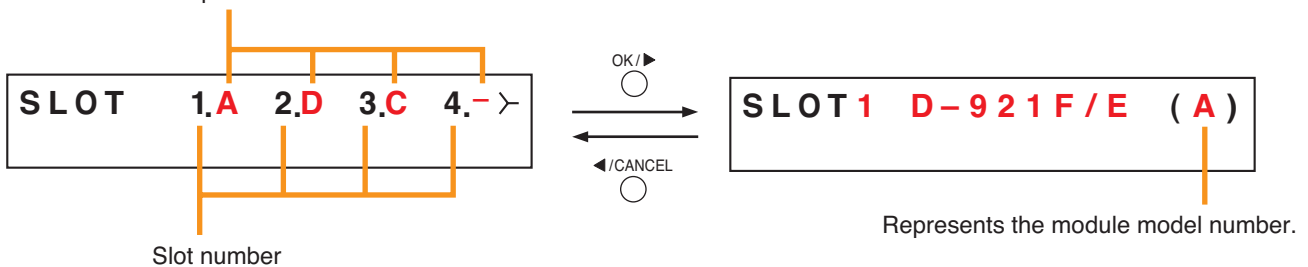 OK/▶
SLOT 1.A 2.D 3.C 4.– >-
SLOT1 D–921F/E (A)
◀/CANCEL
Represents the module model number.
Slot number